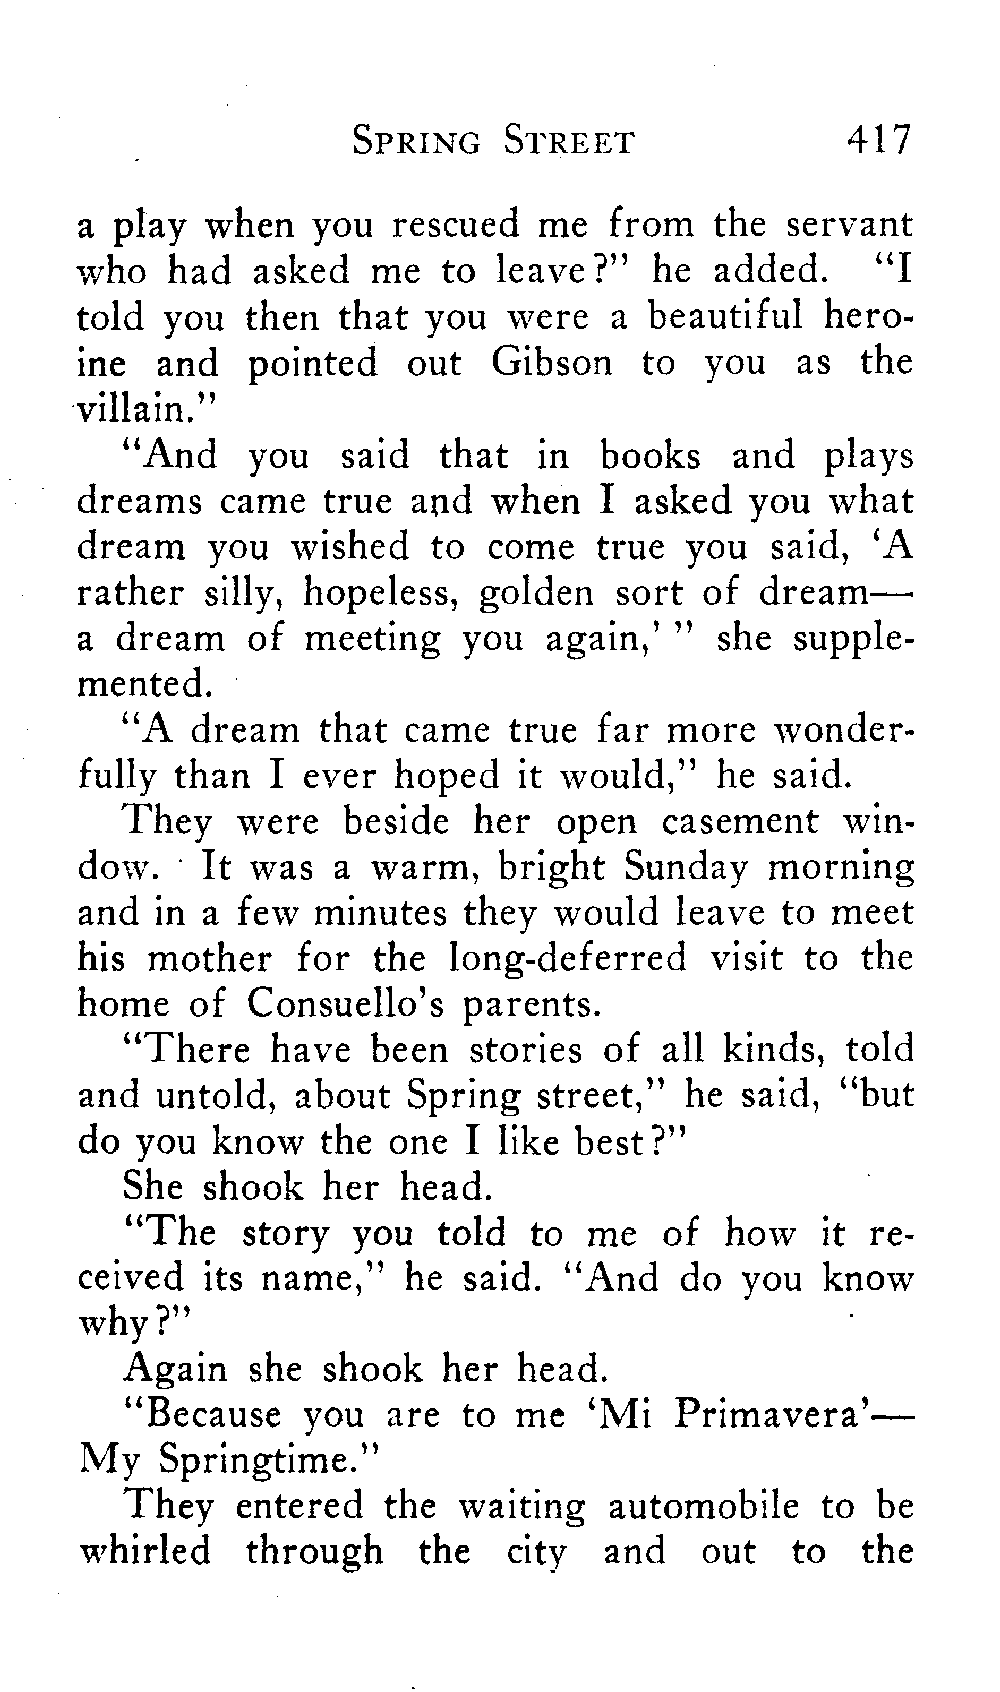 SPRING STREET 417
a play when you rescued me from the servant
who had asked me to leave?" he added. "I
told you then that you were a beautiful hero-
ine and pointed out Gibson to you as the
villain."
"And you said that in books and plays
dreams came true and when I asked you what
dream you wished to come true you said, 'A
rather silly, hopeless, golden sort of dream—
a dream of meeting you again,' " she supple-
mented.
"A dream that came true far more wonder-
fully than I ever hoped it would," he said.
They were beside her open casement win-
dow. It was a warm, bright Sunday morning
and in a few minutes they would leave to meet
his mother for the long-deferred visit to the
home of Consuello's parents.
"There have been stories of all kinds, told
and untold, about Spring street," he said, "but
do you know the one I like best?"
She shook her head.
"The story you told to me of how it re-
ceived its name," he said. "And do you know
why?"
Again she shook her head.
"Because you are to me 'Mi Primavera'—
My Springtime."
They entered the waiting automobile to be
whirled through the city and out to the